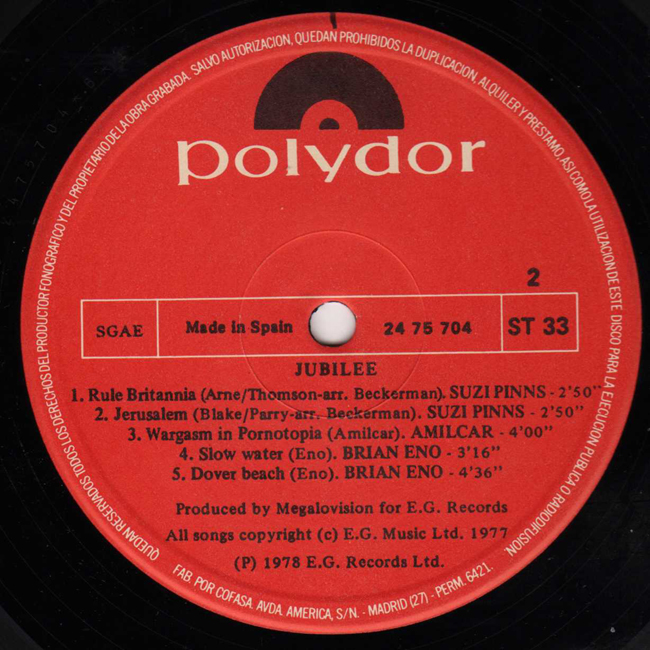 QUEDAN RESERVADOS TODOS LOS DERECHOS DEL PRODUCTOR FONOGRAFICO Y DEL PROPIETARIO DE LA OBRA GRABADA. SALVO AUTORIZACION, QUEDAN PROHIBIDOS LA DUPLICACION, ALQUILER Y PRESTAMO, ASI COMO LA UTILIZACION DE ESTE DISCO PARA LA EJECUCION PUBLICA O RADIODIFUSION.
polydor
2
SGAE Made in Spain 24 75 704 ST 33
JUBILEE
1. Rule Britannia (Arne/Thomson-arr. Beckerman). SUZI PINNS - 2'50"
2. Jerusalem (Blake/Parry-arr. Beckerman). SUZI PINNS - 2'50"
3. Wargasm in Pornotopia (Amilcar). AMILCAR - 4'00"
4. Slow water (Eno). BRIAN ENO - 3'16"
5. Dover beach (Eno). BRIAN ENO - 4'36"
Produced by Megalovision for E.G. Records
All songs copyright (c) E.G. Music Ltd. 1977
(P) 1978 E.G. Records Ltd.
FAB. POR COFASA. AVDA. AMERICA, S/N. - MADRID (27) - PERM. 6421.